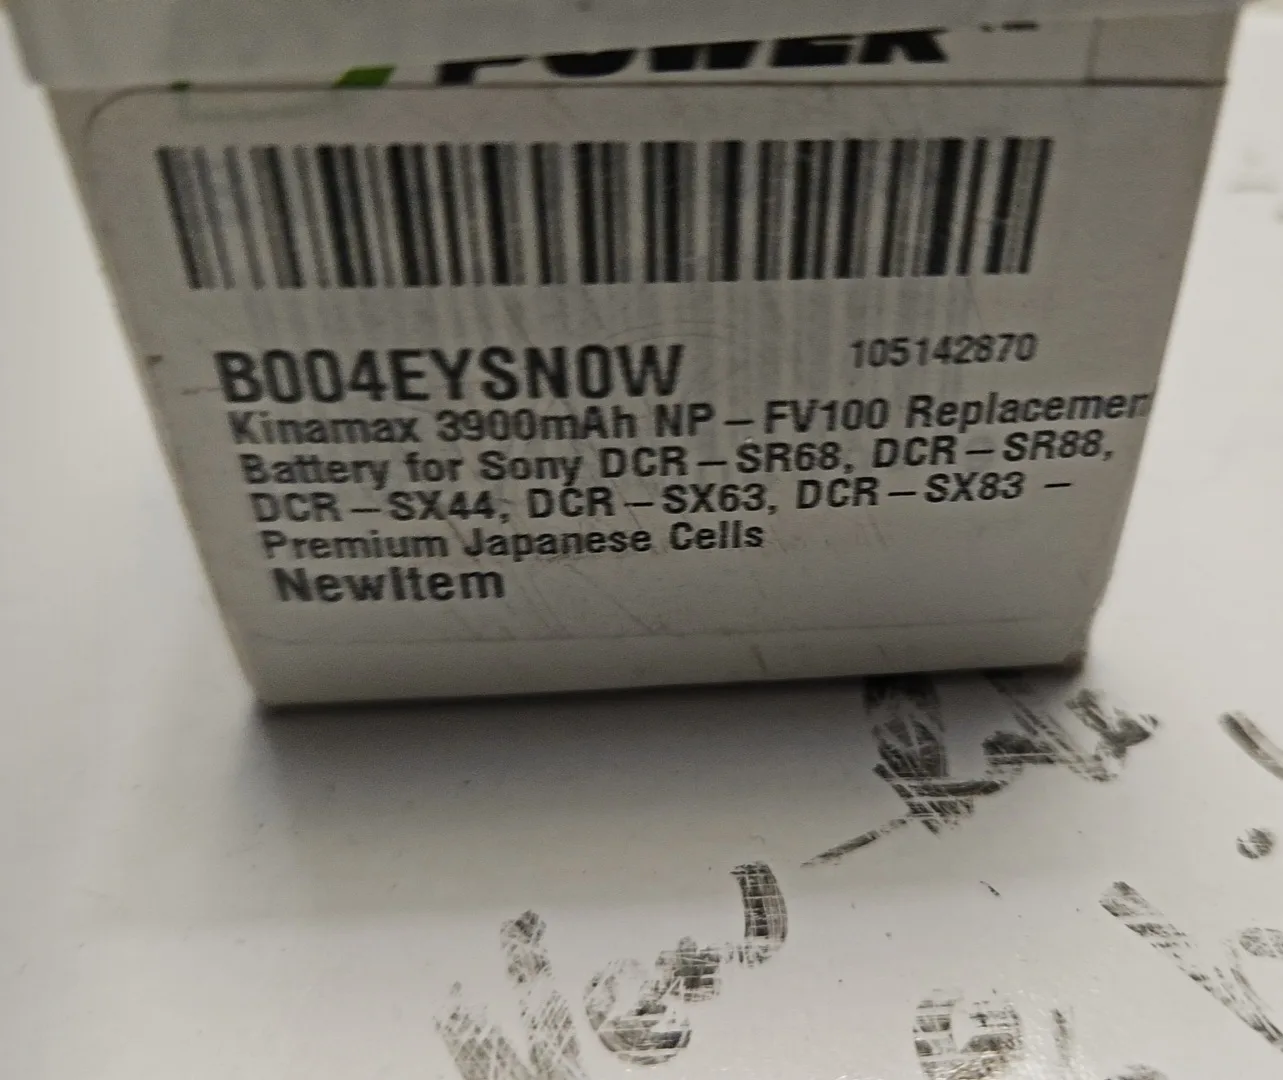 POWER™
B004EYSN0W 105142870
Kinamax 3900mAh NP-FV100 Replacemen
Battery for Sony DCR-SR68, DCR-SR88,
DCR-SX44, DCR-SX63, DCR-SX83 -
Premium Japanese Cells
NewItem